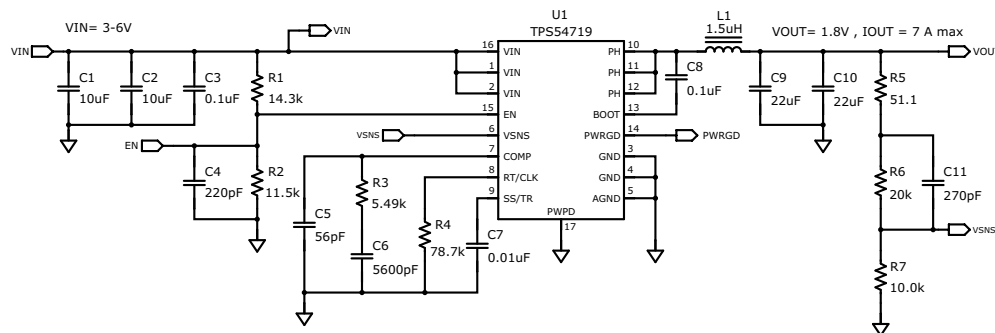 U1
TPS54719
VIN= 3-6V
VIN
VIN
L1
1.5uH
VOUT= 1.8V , IOUT = 7 A max
VOU
C1
10uF
C2
10uF
C3
0.1uF
R1
14.3k
16 VIN
1 VIN
2 VIN
15 EN
6 VSNS
7 COMP
8 RT/CLK
9 SS/TR
PH 10
PH 11
PH 12
BOOT 13
PWRGD 14
GND 3
GND 4
AGND 5
PWPD
17
C8
0.1uF
C9
22uF
C10
22uF
R5
51.1
VSNS
PWRGD
EN
C4
220pF
R2
11.5k
R3
5.49k
R4
78.7k
C5
56pF
C6
5600pF
C7
0.01uF
R6
20k
C11
270pF
VSNS
R7
10.0k